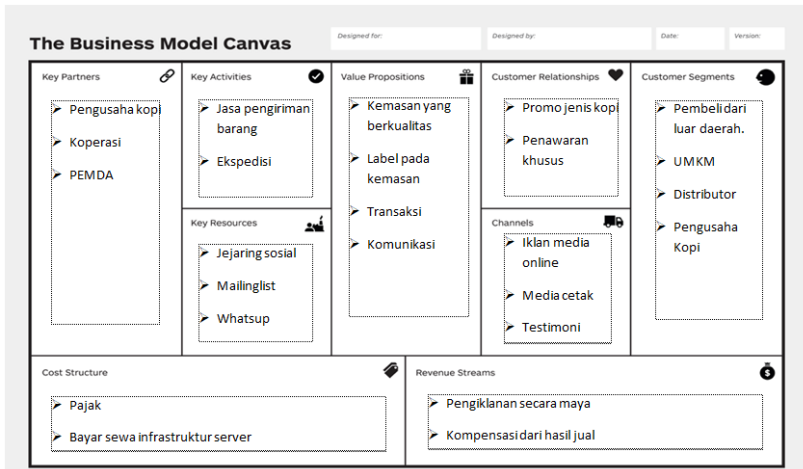 The Business Model Canvas
Designed for:
Designed by:
Date:
Version:
Key Partners
Pengusaha kopi
Koperasi
PEMDA
Key Activities
Jasa pengiriman
barang
Ekspedisi
Key Resources
Jejaring sosial
Mailinglist
Whatsup
Value Propositions
Kemasan yang
berkualitas
Label pada
kemasan
Transaksi
Komunikasi
Customer Relationships
Promo jenis kopi
Penawaran
khusus
Channels
Iklan media
online
Media cetak
Testimoni
Customer Segments
Pembeli dari
luar daerah.
UMKM
Distributor
Pengusaha
Kopi
Cost Structure
Pajak
Bayar sewa infrastruktur server
Revenue Streams
Pengiklanan secara maya
Kompensasi dari hasil jual